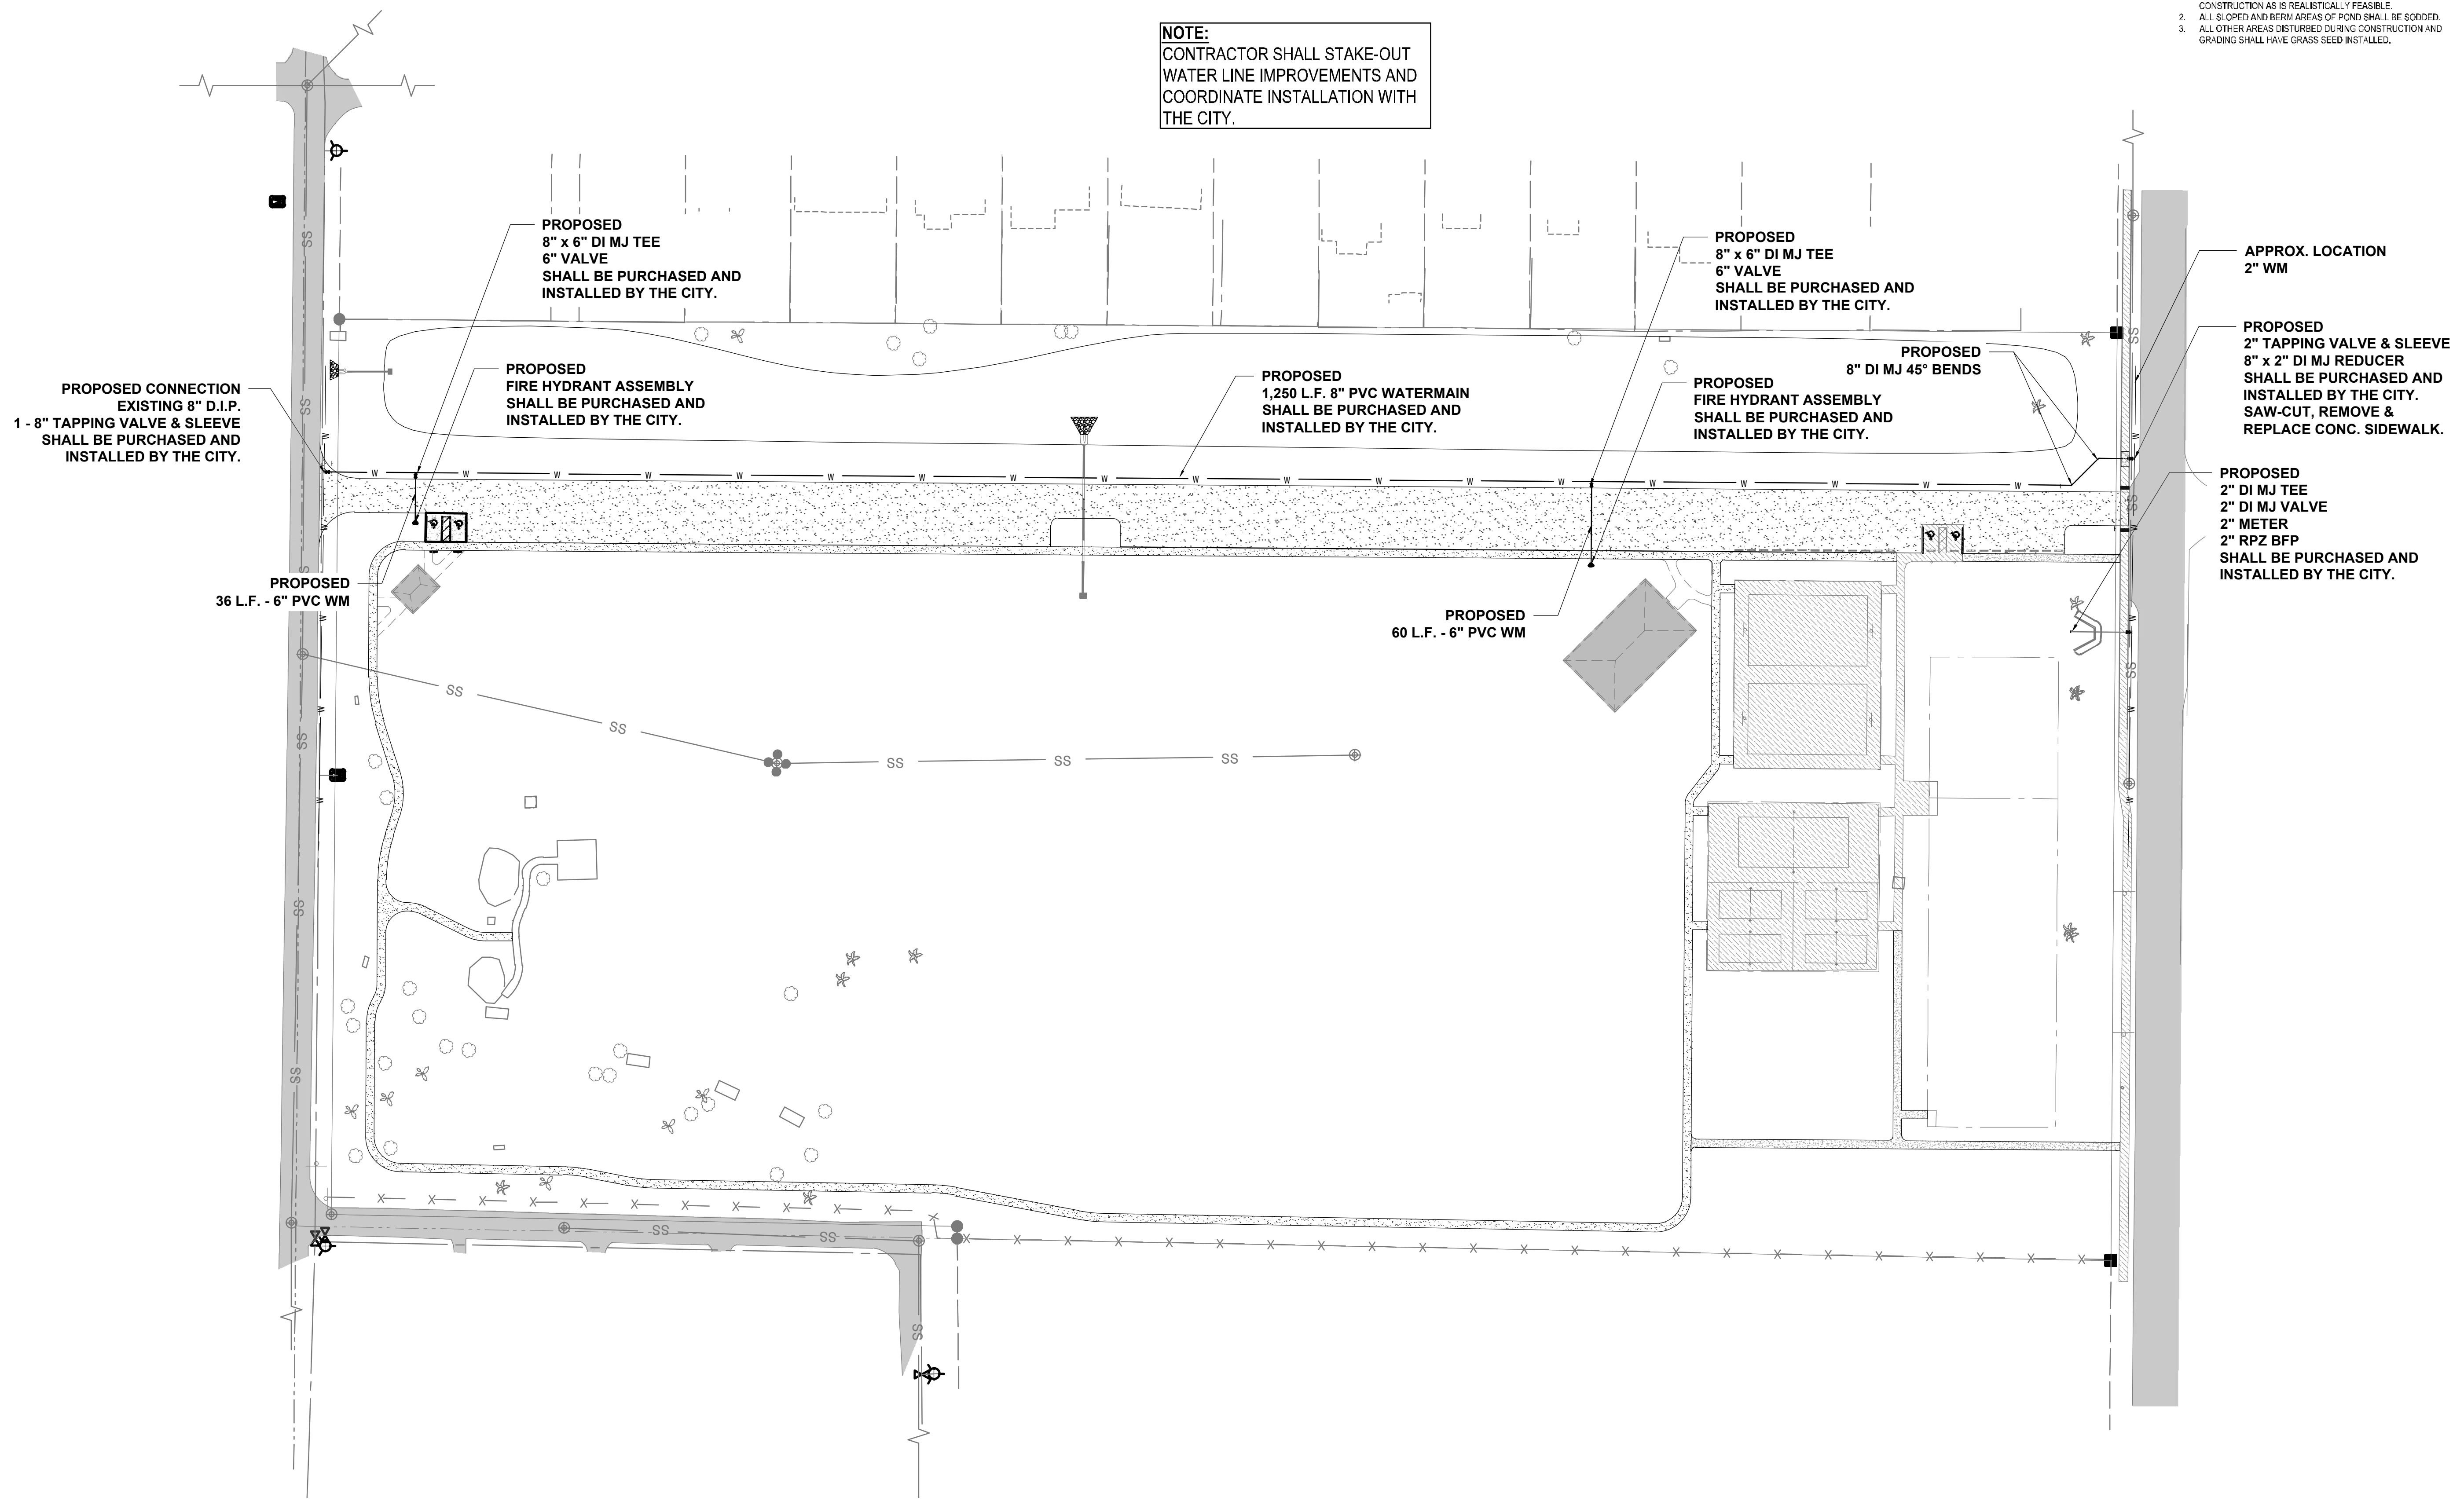 CONSTRUCTION AS IS REALISTICALLY FEASIBLE.
2. ALL SLOPED AND BERM AREAS OF POND SHALL BE SODDED.
3. ALL OTHER AREAS DISTURBED DURING CONSTRUCTION AND
GRADING SHALL HAVE GRASS SEED INSTALLED.
NOTE:
CONTRACTOR SHALL STAKE-OUT
WATER LINE IMPROVEMENTS AND
COORDINATE INSTALLATION WITH
THE CITY.
PROPOSED
8" x 6" DI MJ TEE
6" VALVE
SHALL BE PURCHASED AND
INSTALLED BY THE CITY.
PROPOSED
8" x 6" DI MJ TEE
6" VALVE
SHALL BE PURCHASED AND
INSTALLED BY THE CITY.
APPROX. LOCATION
2" WM
PROPOSED
2" TAPPING VALVE & SLEEVE
8" x 2" DI MJ REDUCER
SHALL BE PURCHASED AND
INSTALLED BY THE CITY.
SAW-CUT, REMOVE &
REPLACE CONC. SIDEWALK.
PROPOSED
8" DI MJ 45° BENDS
PROPOSED CONNECTION
EXISTING 8" D.I.P.
1 - 8" TAPPING VALVE & SLEEVE
SHALL BE PURCHASED AND
INSTALLED BY THE CITY.
PROPOSED
FIRE HYDRANT ASSEMBLY
SHALL BE PURCHASED AND
INSTALLED BY THE CITY.
PROPOSED
1,250 L.F. 8" PVC WATERMAIN
SHALL BE PURCHASED AND
INSTALLED BY THE CITY.
PROPOSED
FIRE HYDRANT ASSEMBLY
SHALL BE PURCHASED AND
INSTALLED BY THE CITY.
PROPOSED
2" DI MJ TEE
2" DI MJ VALVE
2" METER
2" RPZ BFP
SHALL BE PURCHASED AND
INSTALLED BY THE CITY.
W W W W W W W W W W W W W W W W W W W
PROPOSED
36 L.F. - 6" PVC WM
PROPOSED
60 L.F. - 6" PVC WM
SS SS SS SS SS
SS SS SS SS SS
SS SS
SS
SS SS SS
W W W W W
W W W W W